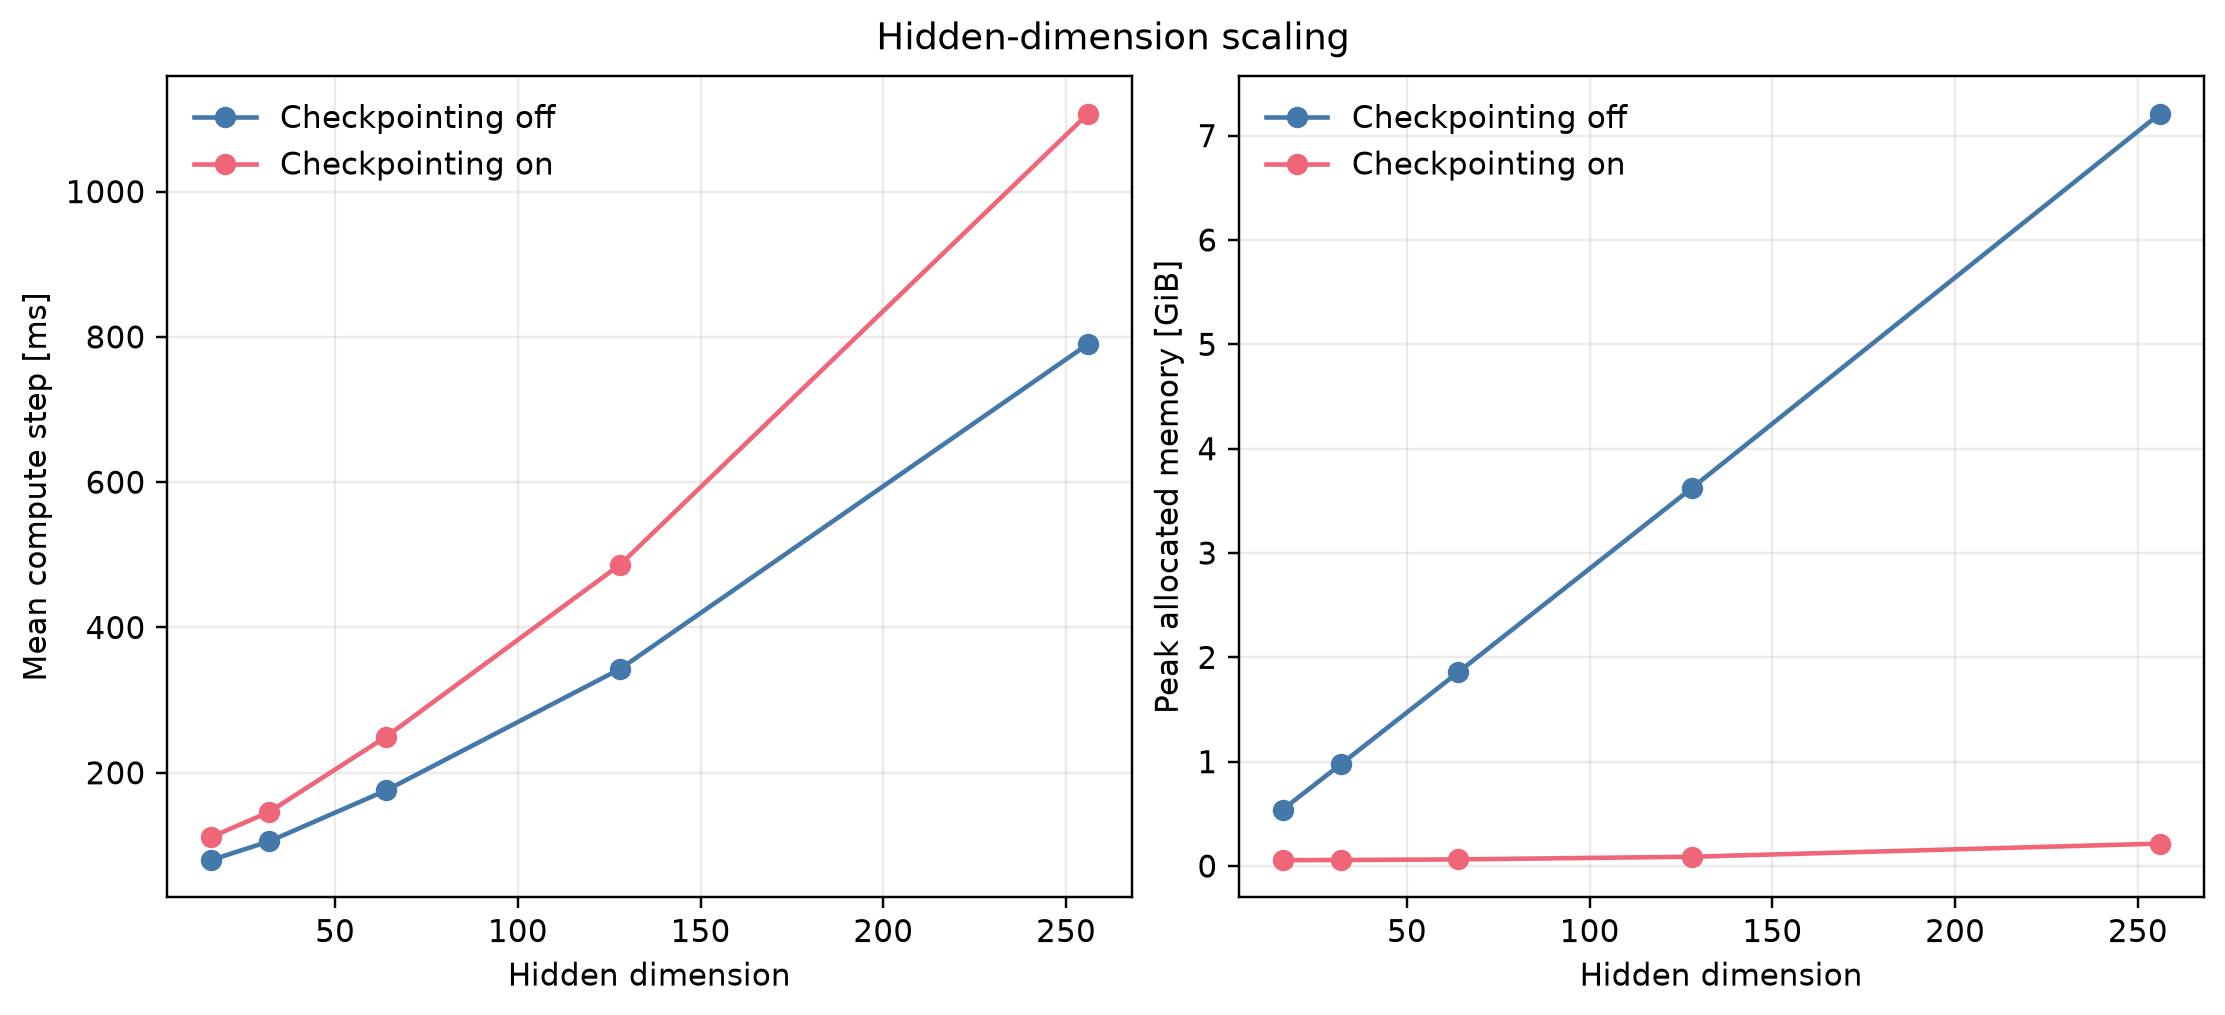 Hidden-dimension scaling
Checkpointing off
Checkpointing on
Mean compute step [ms]
1000
800
600
400
200
50 100 150 200 250
Hidden dimension
Checkpointing off
Checkpointing on
Peak allocated memory [GiB]
7
6
5
4
3
2
1
0
50 100 150 200 250
Hidden dimension